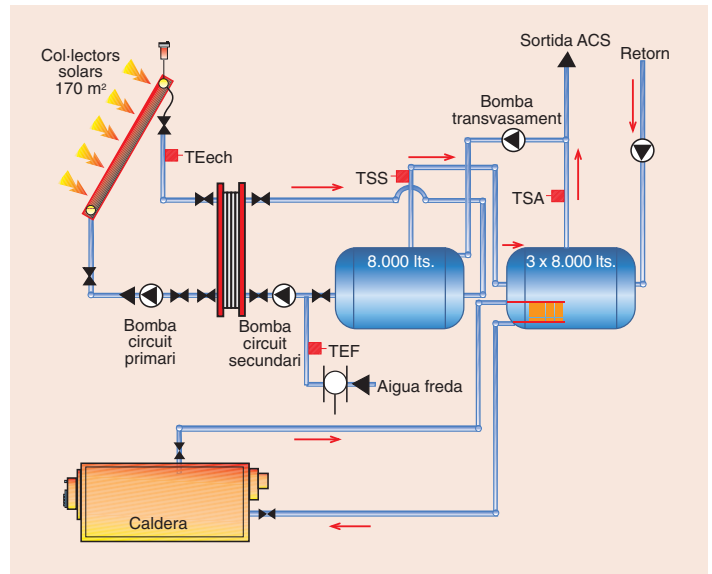 Sortida ACS
Retorn
Col·lectors
solars
170 m²
Bomba
transvasament
TEech
TSS
TSA
8.000 lts.
3 x 8.000 lts.
Bomba
circuit
primari
Bomba
circuit
secundari
TEF
Aigua freda
Caldera